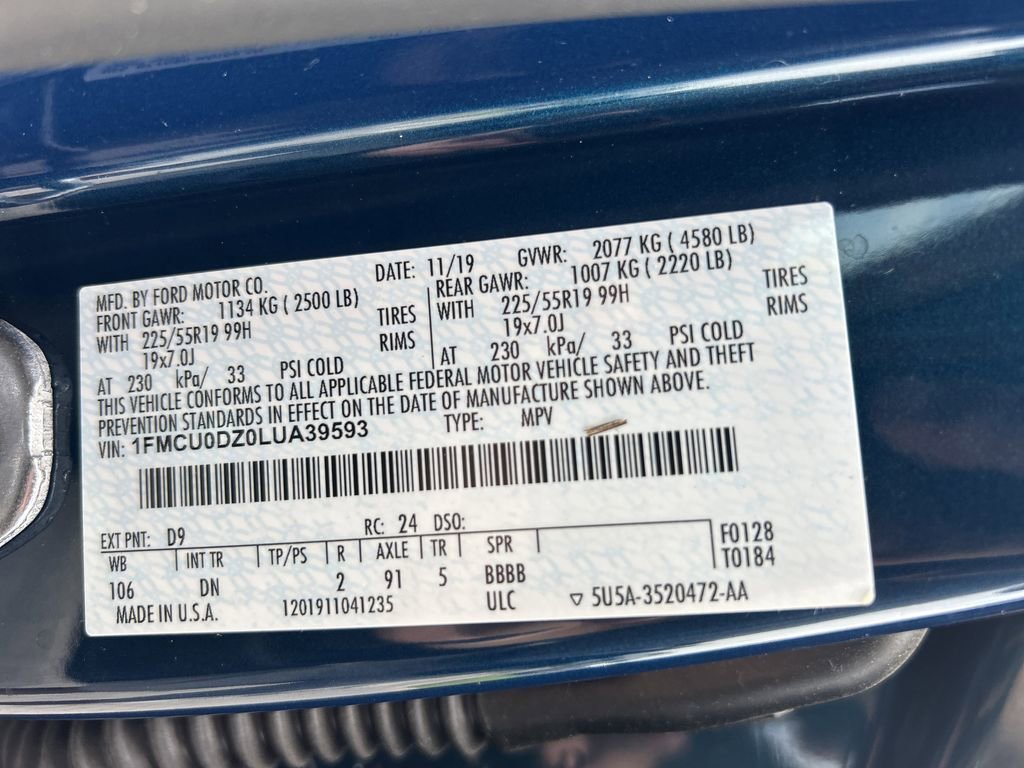 MFD. BY FORD MOTOR CO. DATE: 11/19 GVWR: 2077 KG ( 4580 LB)
FRONT GAWR: 1134 KG ( 2500 LB) REAR GAWR: 1007 KG ( 2220 LB)
WITH 225/55R19 99H TIRES WITH 225/55R19 99H TIRES
19x7.0J RIMS 19x7.0J RIMS
AT 230 kPa/ 33 PSI COLD AT 230 kPa/ 33 PSI COLD
THIS VEHICLE CONFORMS TO ALL APPLICABLE FEDERAL MOTOR VEHICLE SAFETY AND THEFT
PREVENTION STANDARDS IN EFFECT ON THE DATE OF MANUFACTURE SHOWN ABOVE.
VIN: 1FMCU0DZ0LUA39593 TYPE: MPV
EXT PNT: D9 RC: 24 DSO:
WB INT TR TP/PS R AXLE TR SPR F0128
106 DN 2 91 5 BBBB T0184
MADE IN U.S.A. 1201911041235 ULC ▽ 5U5A-3520472-AA